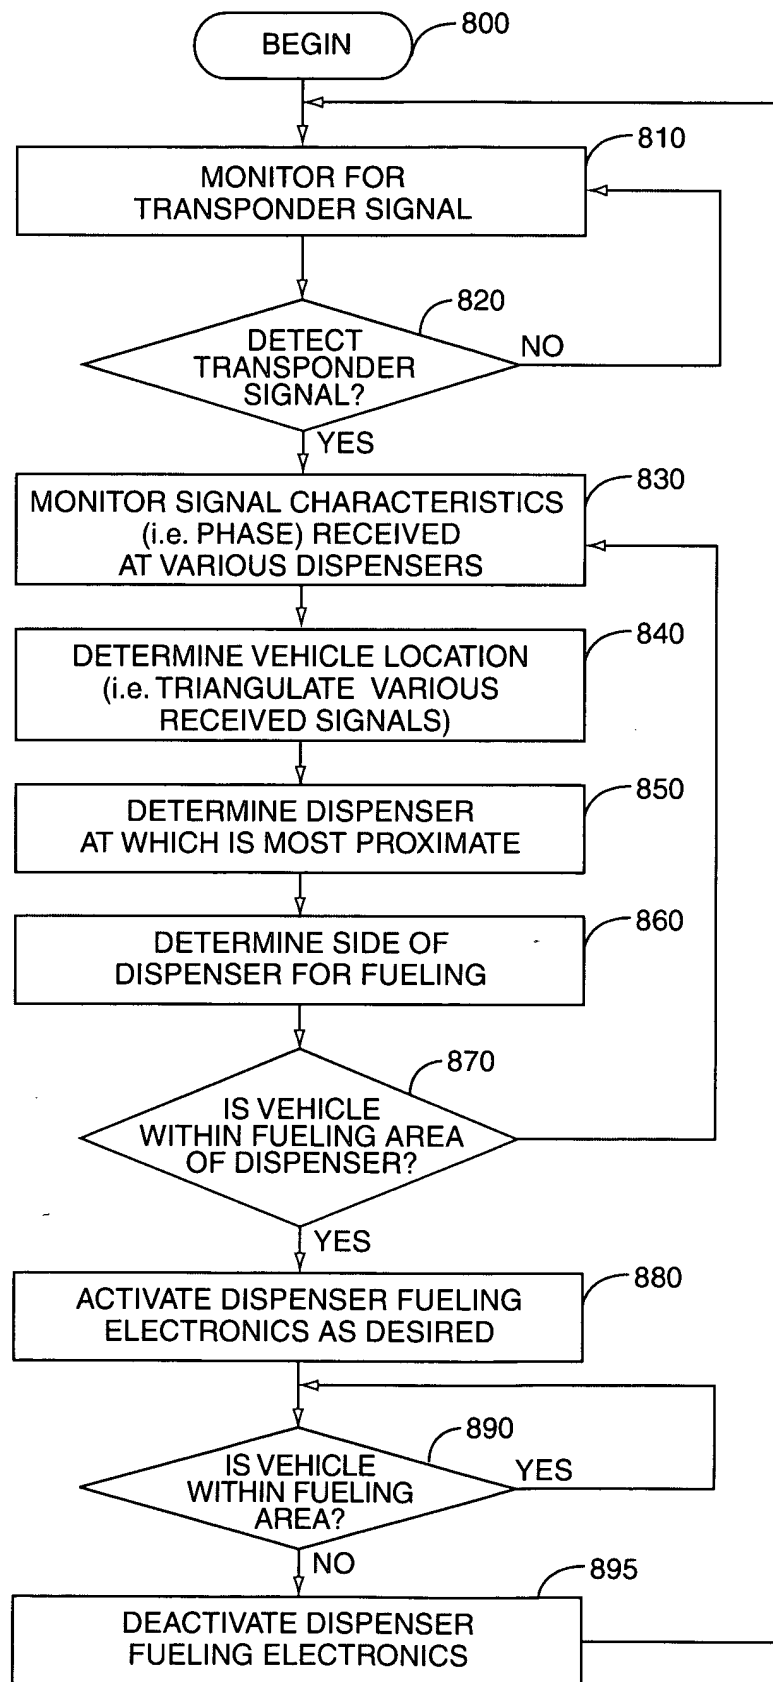 BEGIN
800
MONITOR FOR
TRANSPONDER SIGNAL
810
DETECT
TRANSPONDER
SIGNAL?
820
NO
YES
MONITOR SIGNAL CHARACTERISTICS
(i.e. PHASE) RECEIVED
AT VARIOUS DISPENSERS
830
DETERMINE VEHICLE LOCATION
(i.e. TRIANGULATE VARIOUS
RECEIVED SIGNALS)
840
DETERMINE DISPENSER
AT WHICH IS MOST PROXIMATE
850
DETERMINE SIDE OF
DISPENSER FOR FUELING
860
IS VEHICLE
WITHIN FUELING AREA
OF DISPENSER?
870
YES
ACTIVATE DISPENSER FUELING
ELECTRONICS AS DESIRED
880
IS VEHICLE
WITHIN FUELING
AREA?
890
YES
NO
DEACTIVATE DISPENSER
FUELING ELECTRONICS
895